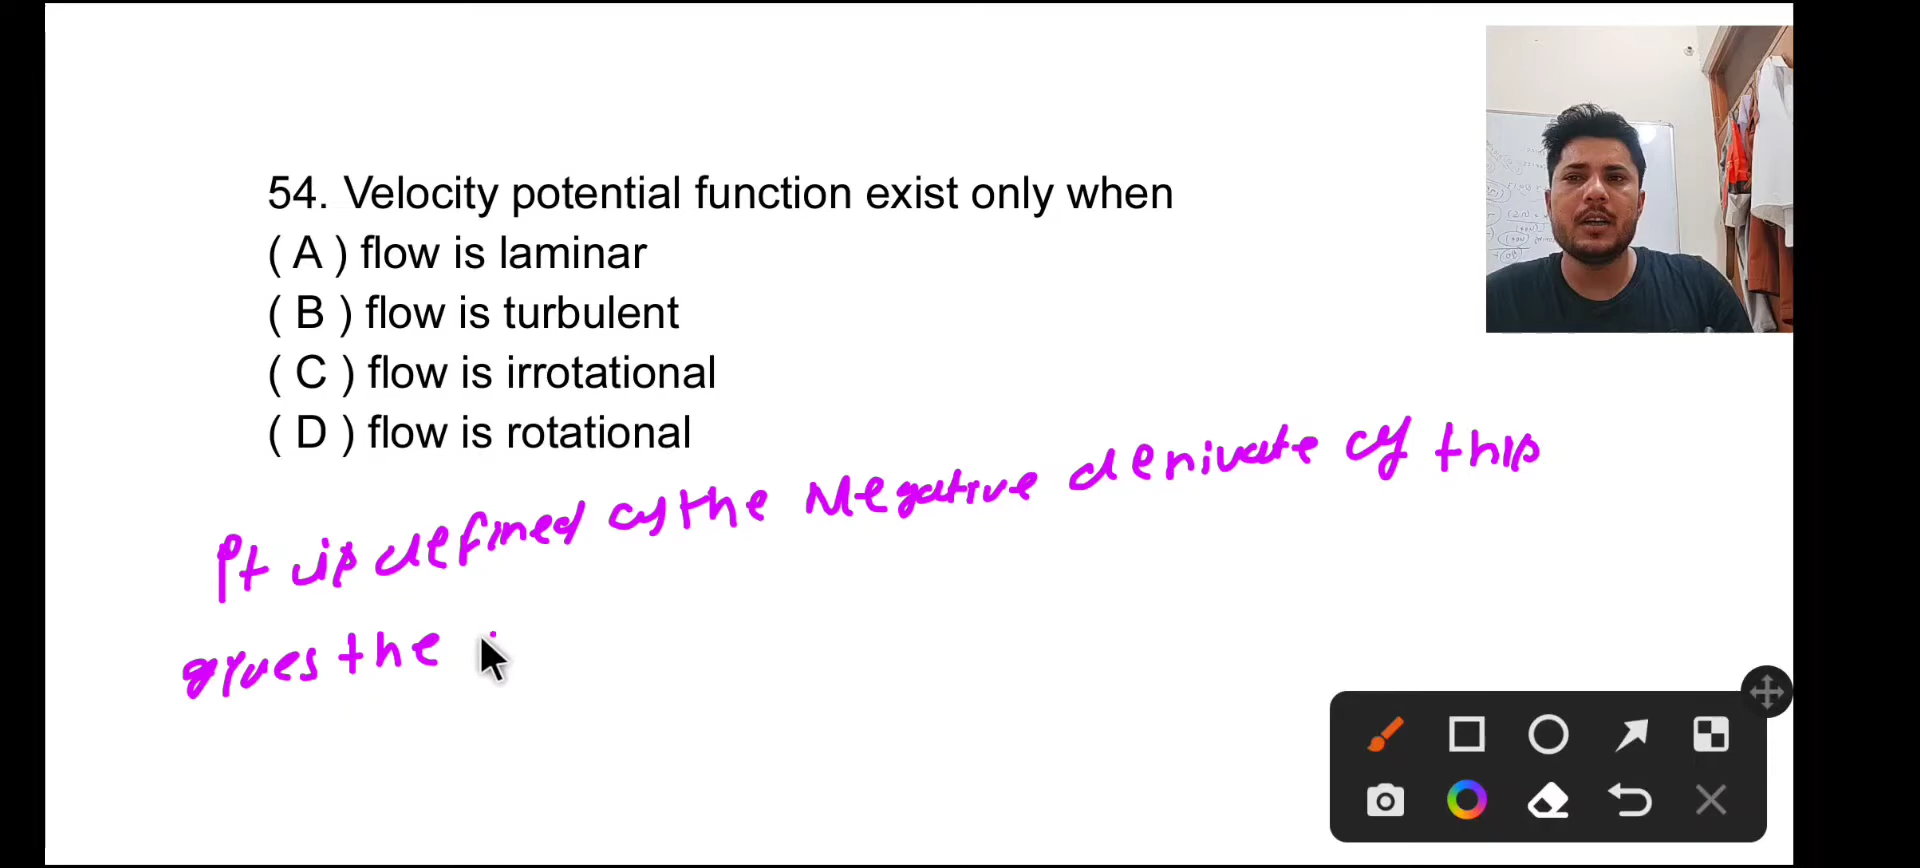 54. Velocity potential function exist only when
( A ) flow is laminar
( B ) flow is turbulent
( C ) flow is irrotational
( D ) flow is rotational
It is defined as the Negative derivate of this
gives the